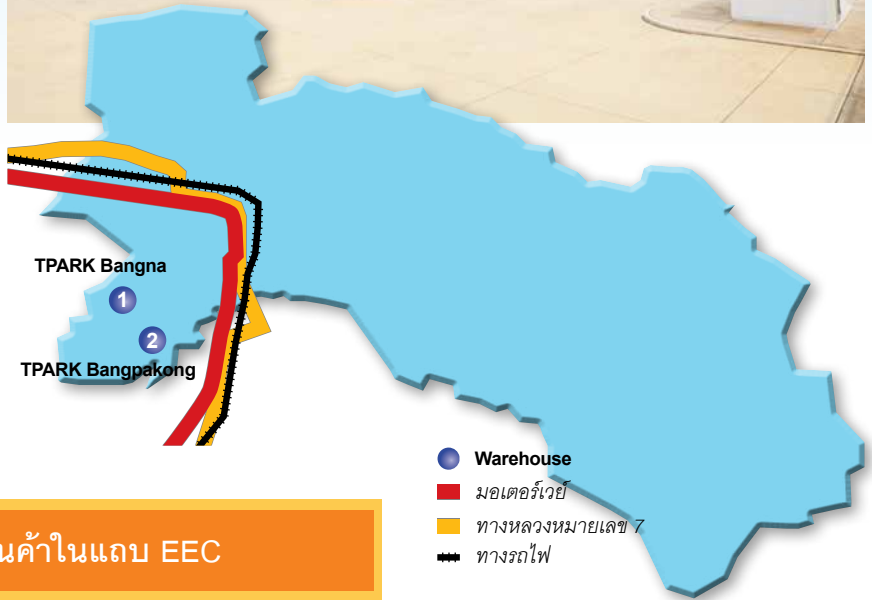 TPARK Bangna
1
2
TPARK Bangpakong
Warehouse
มอเตอร์เวย์
ทางหลวงหมายเลข 7
ทางรถไฟ
นค้าในแถบ EEC